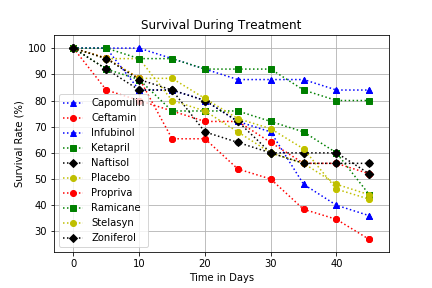 Survival During Treatment
Survival Rate (%)
100
90
80
70
60
50
40
30
Capomulin
Ceftamin
Infubinol
Ketapril
Naftisol
Placebo
Propriva
Ramicane
Stelasyn
Zoniferol
0
10
20
30
40
Time in Days